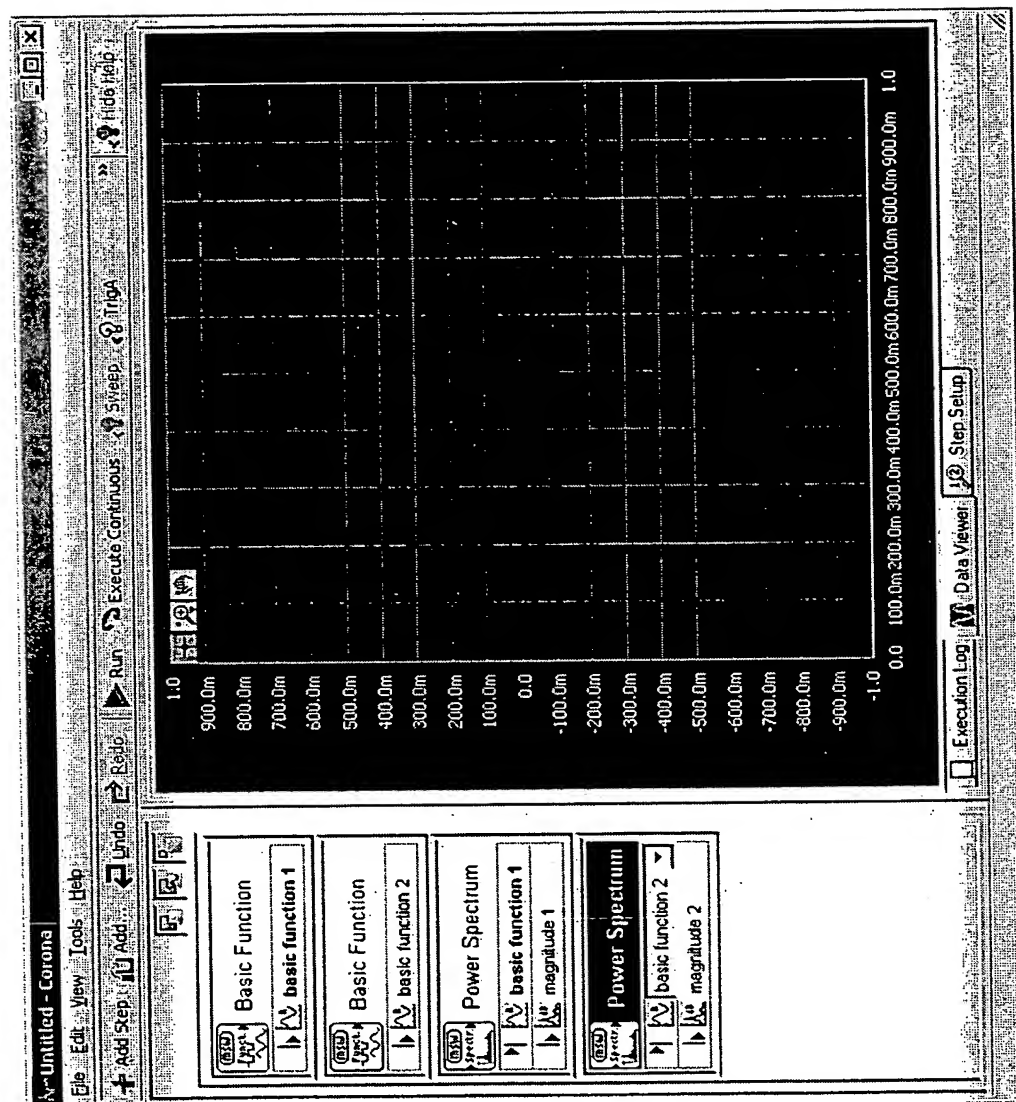 Untitled - Corona
File Edit View Tools Help
Add Step Add... Undo Redo Run Execute Continuous Sweep TrigA » Hide Help
Basic Function
basic function 1
Basic Function
basic function 2
Power Spectrum
basic function 1
magnitude 1
Power Spectrum
basic function 2
magnitude 2
1.0
900.0m
800.0m
700.0m
600.0m
500.0m
400.0m
300.0m
200.0m
100.0m
0.0
-100.0m
-200.0m
-300.0m
-400.0m
-500.0m
-600.0m
-700.0m
-800.0m
-900.0m
-1.0
0.0 100.0m 200.0m 300.0m 400.0m 500.0m 600.0m 700.0m 800.0m 900.0m 1.0
Execution Log Data Viewer Step Setup